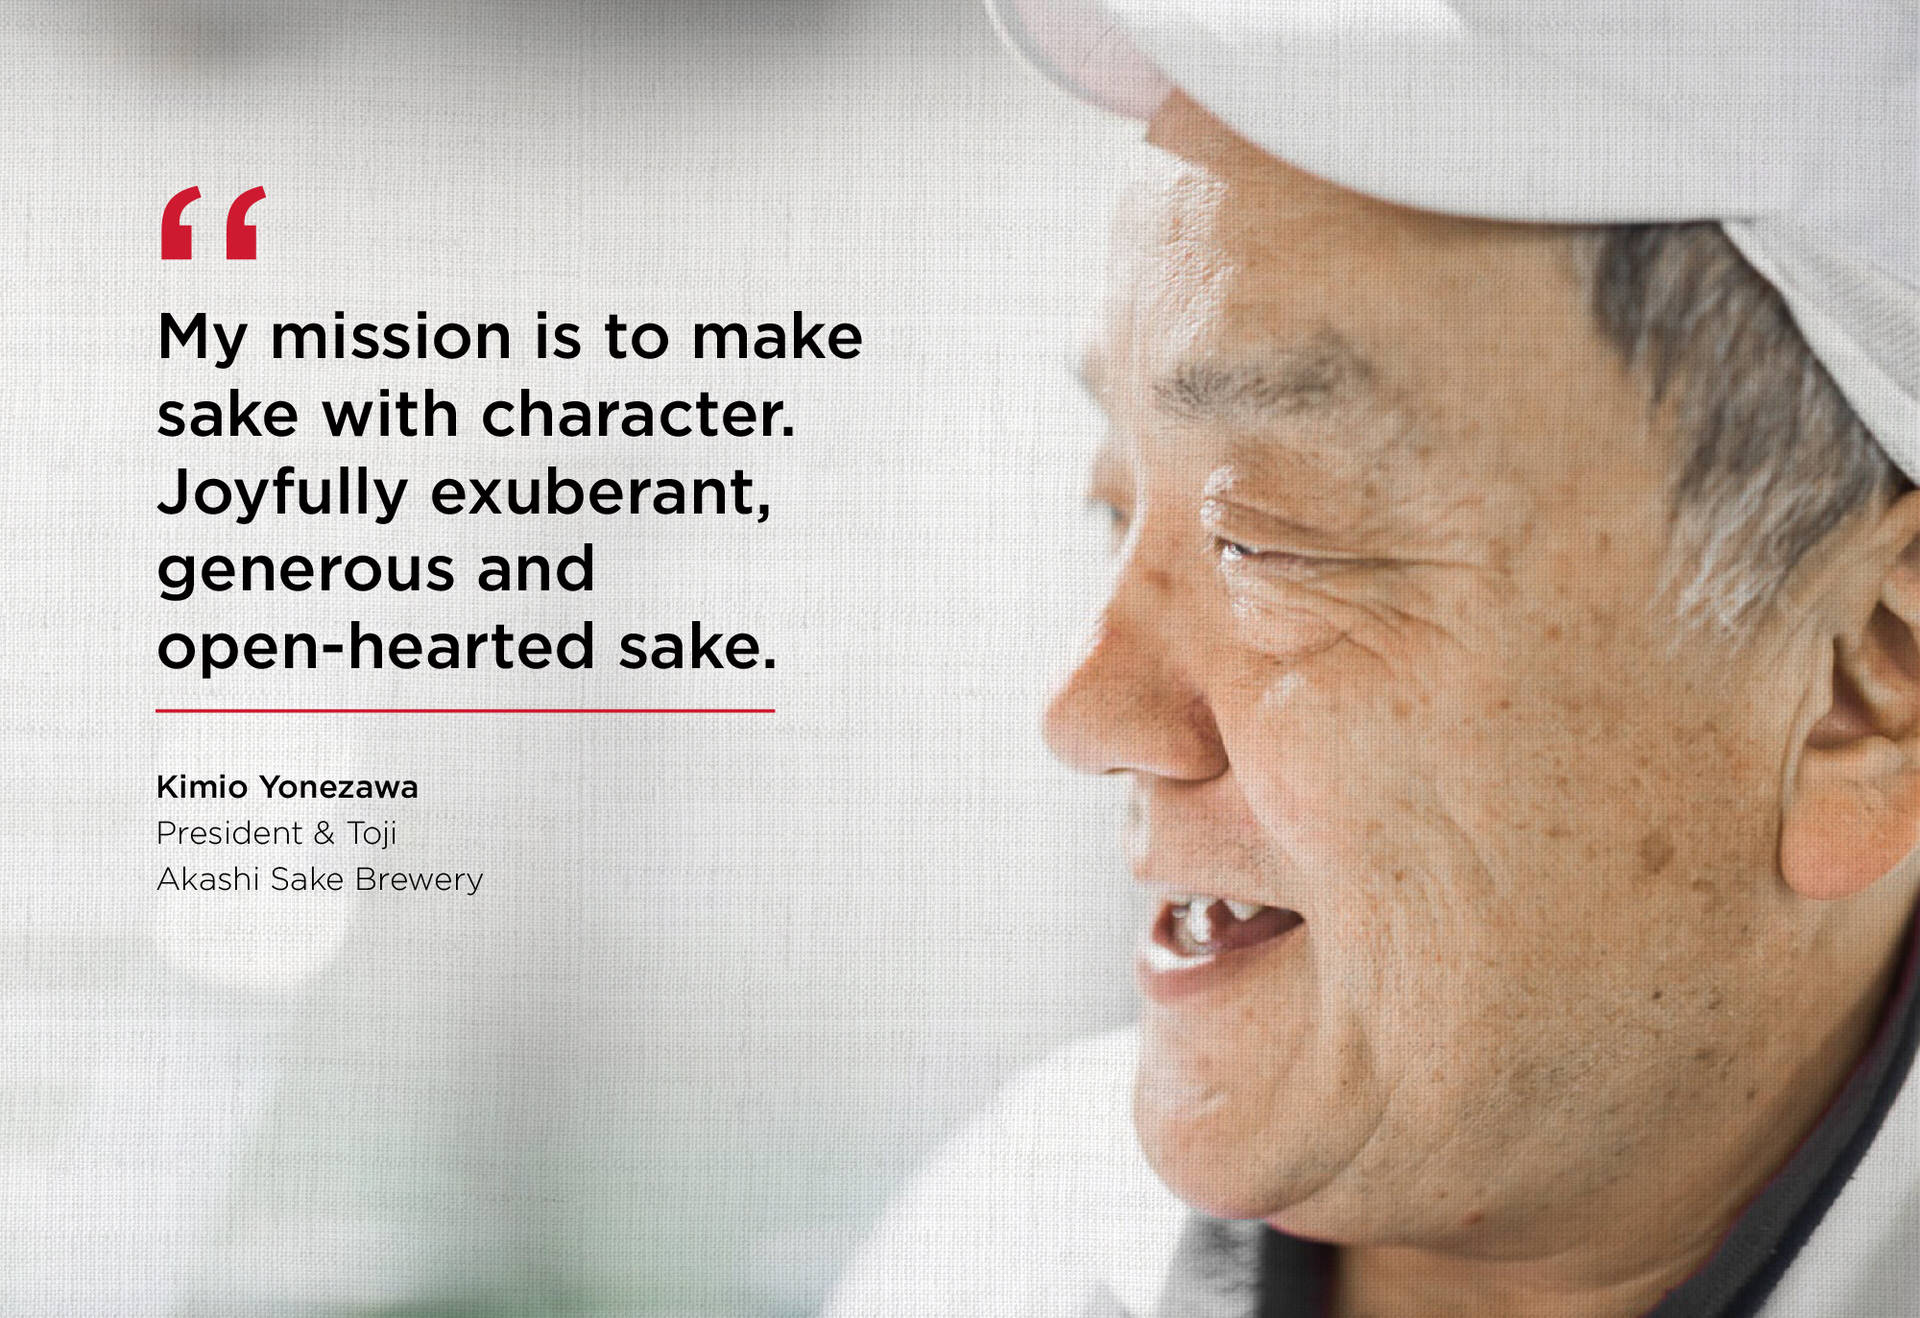 “
My mission is to make
sake with character.
Joyfully exuberant,
generous and
open-hearted sake.
Kimio Yonezawa
President & Toji
Akashi Sake Brewery